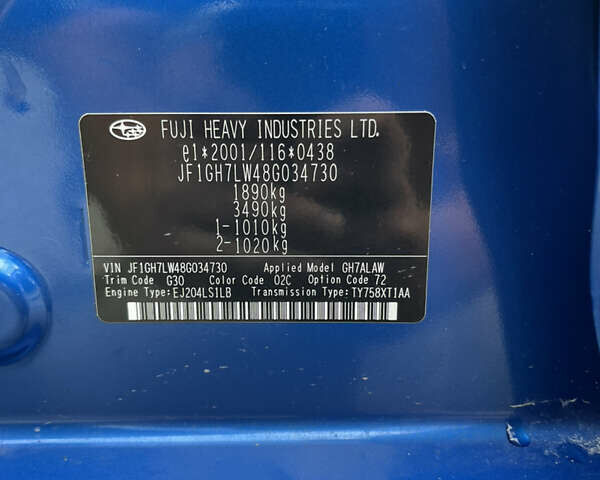 FUJI HEAVY INDUSTRIES LTD.
e1*2001/116*0438
JF1GH7LW48G034730
1890kg
3490kg
1-1010kg
2-1020kg
VIN JF1GH7LW48G034730 Applied Model GH7ALAW
Trim Code G30 Color Code 02C Option Code 72
Engine Type:EJ204LS1LB Transmission Type:TY758XT1AA